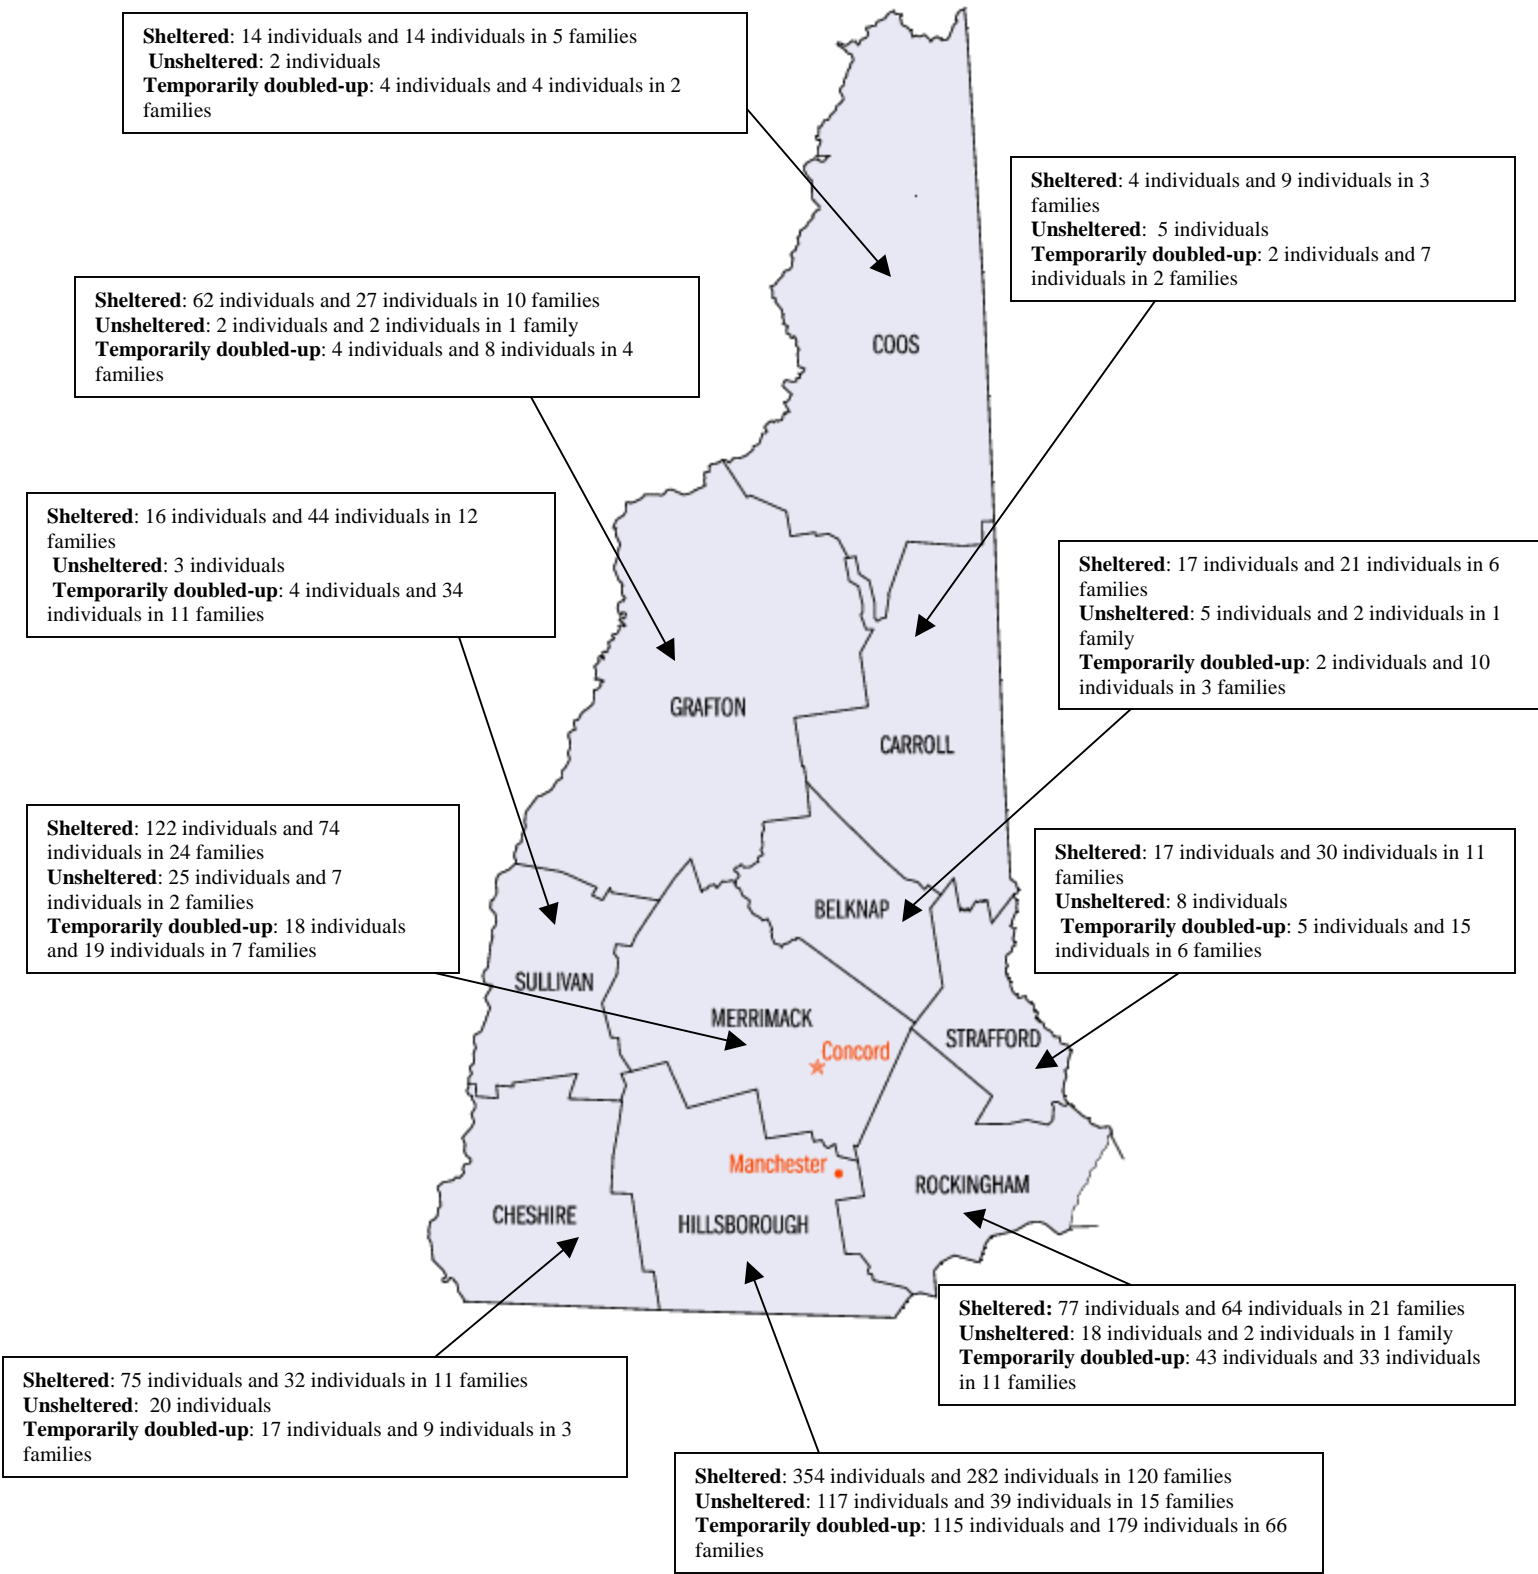 Sheltered: 14 individuals and 14 individuals in 5 families
Unsheltered: 2 individuals
Temporarily doubled-up: 4 individuals and 4 individuals in 2
families
Sheltered: 4 individuals and 9 individuals in 3
families
Unsheltered: 5 individuals
Temporarily doubled-up: 2 individuals and 7
individuals in 2 families
Sheltered: 62 individuals and 27 individuals in 10 families
Unsheltered: 2 individuals and 2 individuals in 1 family
Temporarily doubled-up: 4 individuals and 8 individuals in 4
families
COOS
Sheltered: 16 individuals and 44 individuals in 12
families
Unsheltered: 3 individuals
Temporarily doubled-up: 4 individuals and 34
individuals in 11 families
Sheltered: 17 individuals and 21 individuals in 6
families
Unsheltered: 5 individuals and 2 individuals in 1
family
Temporarily doubled-up: 2 individuals and 10
individuals in 3 families
GRAFTON
CARROLL
Sheltered: 122 individuals and 74
individuals in 24 families
Unsheltered: 25 individuals and 7
individuals in 2 families
Temporarily doubled-up: 18 individuals
and 19 individuals in 7 families
Sheltered: 17 individuals and 30 individuals in 11
families
Unsheltered: 8 individuals
Temporarily doubled-up: 5 individuals and 15
individuals in 6 families
BELKNAP
SULLIVAN
MERRIMACK
STRAFFORD
Concord
Manchester
ROCKINGHAM
CHESHIRE
HILLSBOROUGH
Sheltered: 77 individuals and 64 individuals in 21 families
Unsheltered: 18 individuals and 2 individuals in 1 family
Temporarily doubled-up: 43 individuals and 33 individuals
in 11 families
Sheltered: 75 individuals and 32 individuals in 11 families
Unsheltered: 20 individuals
Temporarily doubled-up: 17 individuals and 9 individuals in 3
families
Sheltered: 354 individuals and 282 individuals in 120 families
Unsheltered: 117 individuals and 39 individuals in 15 families
Temporarily doubled-up: 115 individuals and 179 individuals in 66
families